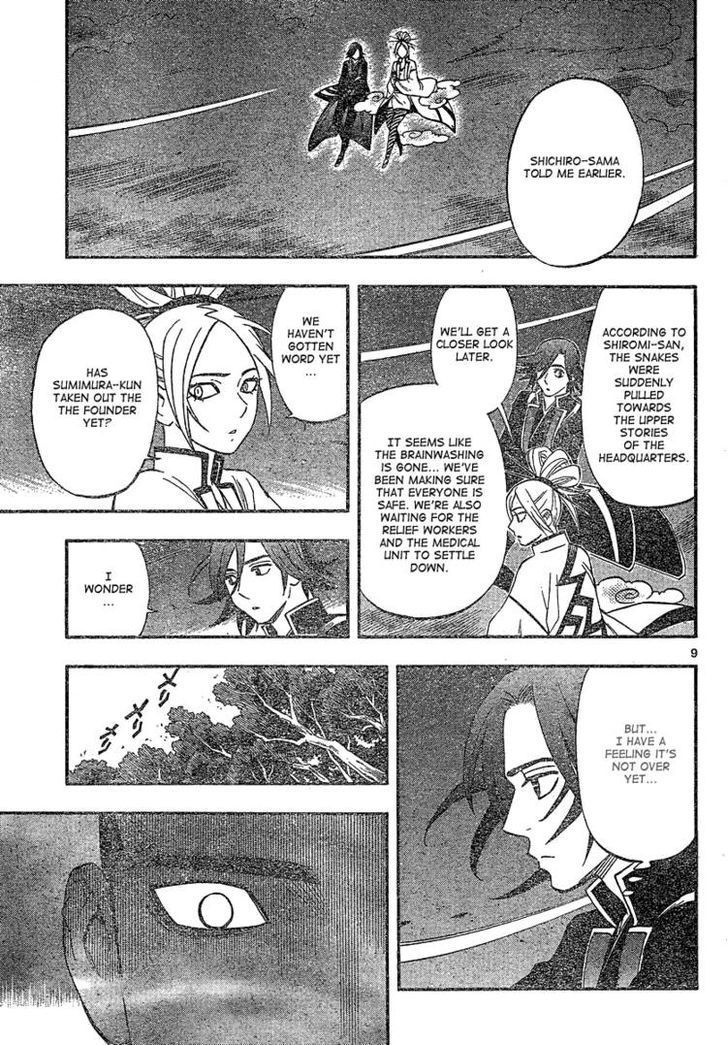 SHICHIRO-SAMA
TOLD ME EARLIER.
ACCORDING TO
SHIROMI-SAN,
THE SNAKES
WERE
SUDDENLY
PULLED
TOWARDS
THE UPPER
STORIES
OF THE
HEADQUARTERS.
WE'LL GET A
CLOSER LOOK
LATER.
IT SEEMS LIKE
THE BRAINWASHING
IS GONE... WE'VE
BEEN MAKING SURE
THAT EVERYONE IS
SAFE. WE'RE ALSO
WAITING FOR THE
RELIEF WORKERS
AND THE MEDICAL
UNIT TO SETTLE
DOWN.
WE
HAVEN'T
GOTTEN
WORD YET
...
HAS
SUMIMURA-KUN
TAKEN OUT THE
THE FOUNDER
YET?
I
WONDER
...
9
BUT...
I HAVE A
FEELING IT'S
NOT OVER
YET...